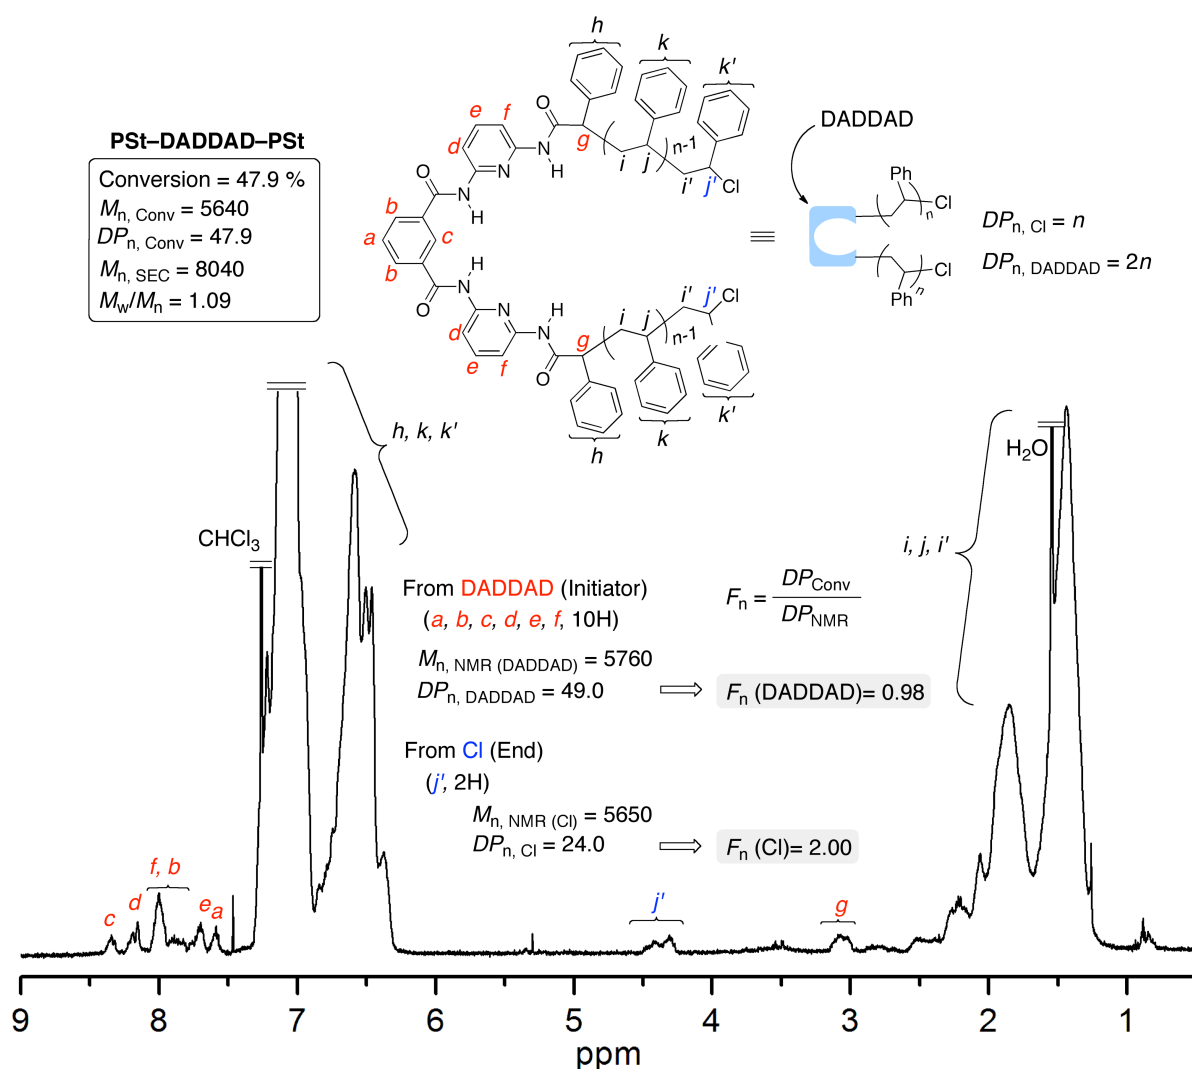 h
k
k'
e
f
O
g
n-1
DADDAD
PSt–DADDAD–PSt
d
N
N
H
i
j
i'
j'
Cl
Ph
Cl
n
Conversion = 47.9 %
O
N
H
Mn, Conv = 5640
b
DPn, Cl = n
DPn, Conv = 47.9
a
c
≡
DPn, DADDAD = 2n
Mn, SEC = 8040
b
H
N
O
Cl
Ph
n
Mw/Mn = 1.09
N
H
N
i'
j'
Cl
d
i
j
n-1
e
f
O
g
h
k
k'
h, k, k'
H2O
CHCl3
i, j, i'
From DADDAD (Initiator)
(a, b, c, d, e, f, 10H)
Fn = DPConv
DPNMR
Mn, NMR (DADDAD) = 5760
DPn, DADDAD = 49.0 ⇒ Fn (DADDAD)= 0.98
From Cl (End)
(j', 2H)
Mn, NMR (Cl) = 5650
DPn, Cl = 24.0 ⇒ Fn (Cl)= 2.00
c
d
f, b
e
a
j'
g
9 8 7 6 5 4 3 2 1
ppm